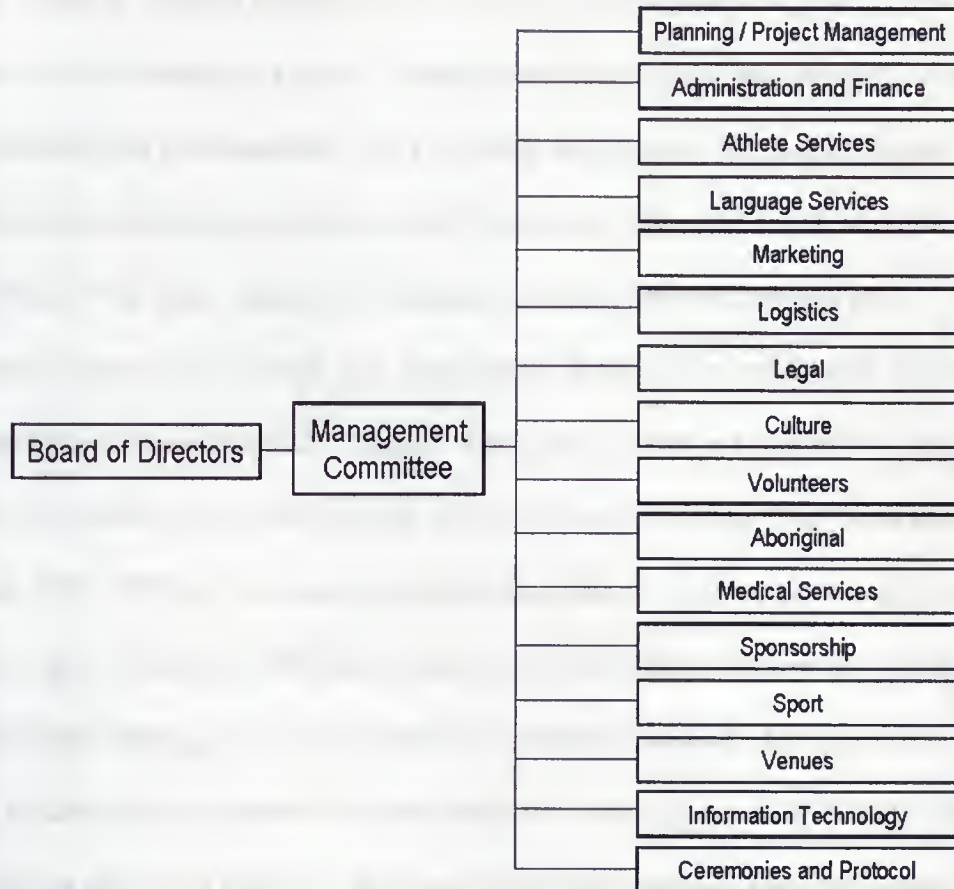 Board of Directors
Management
Committee
Planning / Project Management
Administration and Finance
Athlete Services
Language Services
Marketing
Logistics
Legal
Culture
Volunteers
Aboriginal
Medical Services
Sponsorship
Sport
Venues
Information Technology
Ceremonies and Protocol